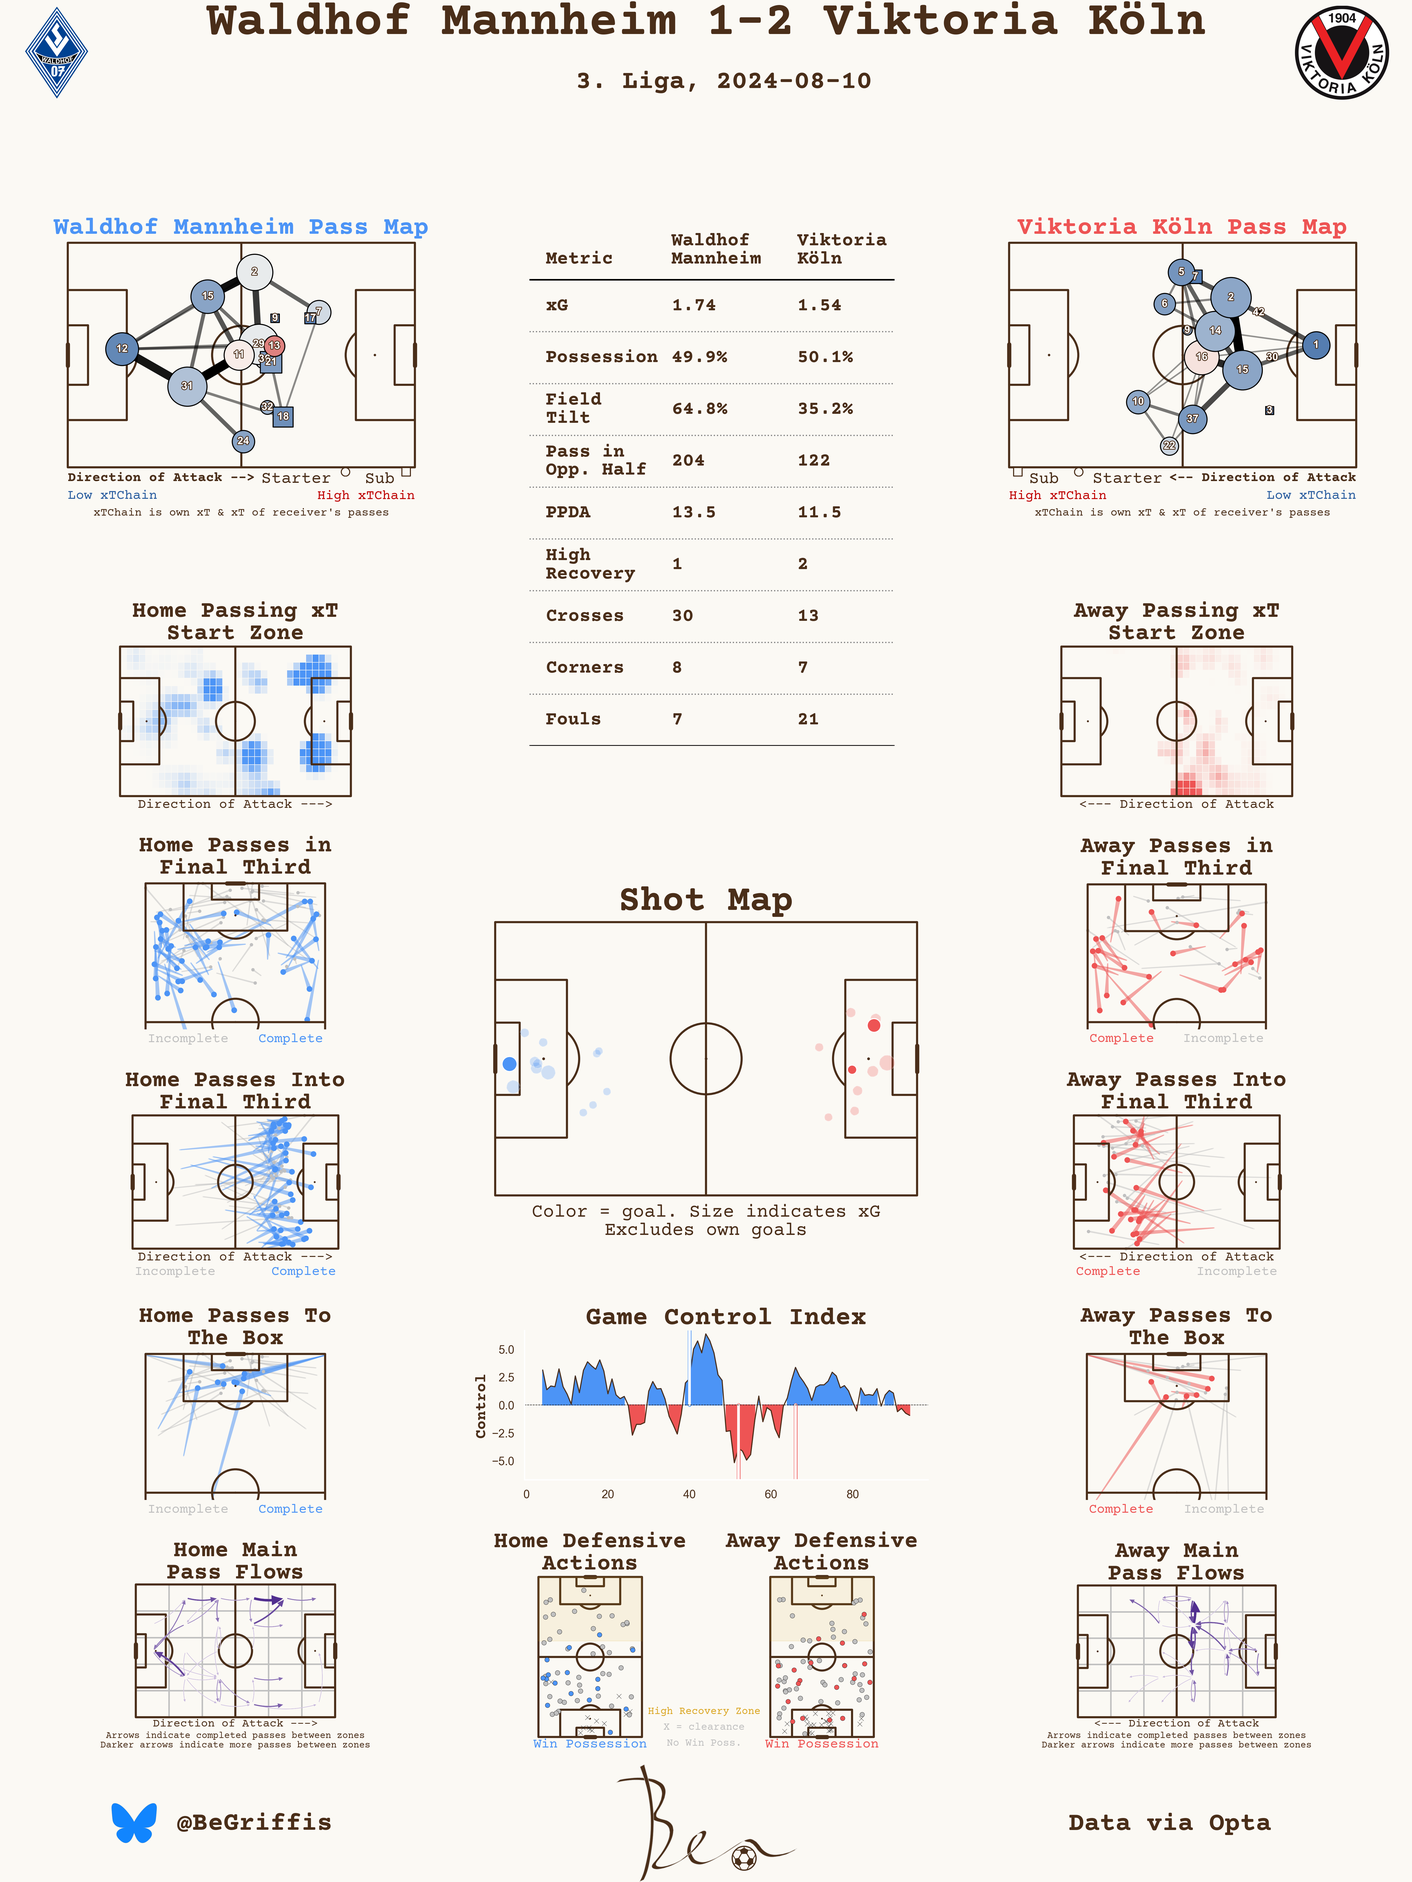 Waldhof Mannheim 1-2 Viktoria Köln
3. Liga, 2024-08-10
WALDHOF
07
1904
VIKTORIA KÖLN
Waldhof Mannheim Pass Map
2
15
7
9
17
12
29
13
11
21
31
32
18
24
Direction of Attack --> Starter Sub
Low xTChain High xTChain
xTChain is own xT & xT of receiver's passes
Metric Waldhof Mannheim Viktoria Köln
xG 1.74 1.54
Possession 49.9% 50.1%
Field Tilt 64.8% 35.2%
Pass in Opp. Half 204 122
PPDA 13.5 11.5
High Recovery 1 2
Crosses 30 13
Corners 8 7
Fouls 7 21
Viktoria Köln Pass Map
5
7
2
6
42
9
14
1
16
30
15
10
3
37
22
Sub Starter <-- Direction of Attack
High xTChain Low xTChain
xTChain is own xT & xT of receiver's passes
Home Passing xT
Start Zone
Direction of Attack --->
Away Passing xT
Start Zone
<--- Direction of Attack
Home Passes in
Final Third
Incomplete Complete
Away Passes in
Final Third
Complete Incomplete
Shot Map
Color = goal. Size indicates xG
Excludes own goals
Home Passes Into
Final Third
Direction of Attack --->
Incomplete Complete
Away Passes Into
Final Third
<--- Direction of Attack
Complete Incomplete
Home Passes To
The Box
Incomplete Complete
Game Control Index
Control
5.0
2.5
0.0
−2.5
−5.0
0 20 40 60 80
Away Passes To
The Box
Complete Incomplete
Home Main
Pass Flows
Direction of Attack --->
Arrows indicate completed passes between zones
Darker arrows indicate more passes between zones
Home Defensive
Actions
Win Possession
High Recovery Zone
X = clearance
No Win Poss.
Away Defensive
Actions
Win Possession
Away Main
Pass Flows
<--- Direction of Attack
Arrows indicate completed passes between zones
Darker arrows indicate more passes between zones
@BeGriffis
Ben
Data via Opta